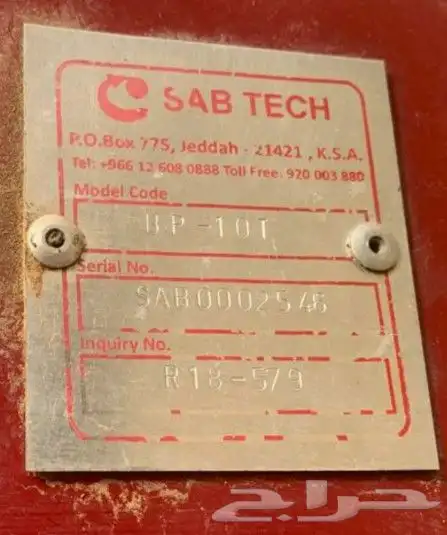 SAB TECH
P.O.Box 775, Jeddah - 21421 , K.S.A.
Tel: +966 12 608 0888 Toll Free: 920 003 880
Model Code
-10T
Serial No.
SAB0002546
Inquiry No.
R18-579
حراج